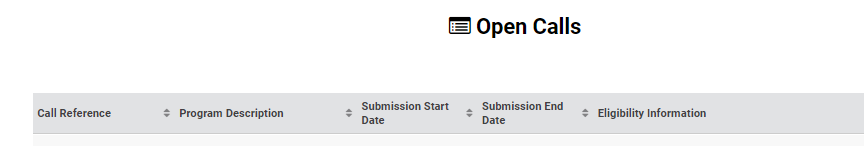 Open Calls
Call Reference
Program Description
Submission Start
Date
Submission End
Date
Eligibility Information